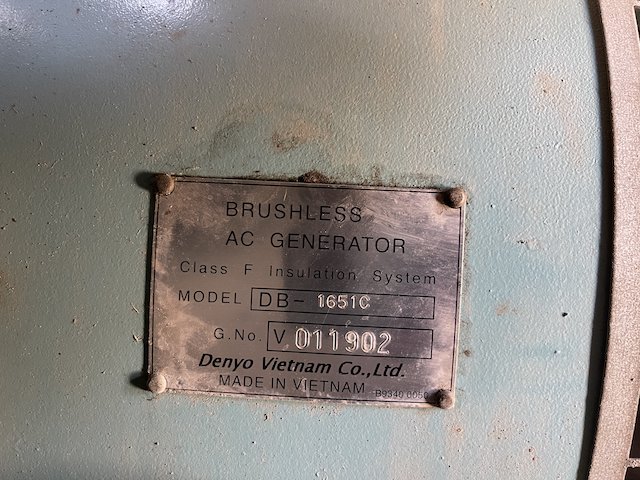 BRUSHLESS
AC GENERATOR
Class F Insulation System
MODEL DB- 1651C
G.No. V 011902
Denyo Vietnam Co.,Ltd.
MADE IN VIETNAM